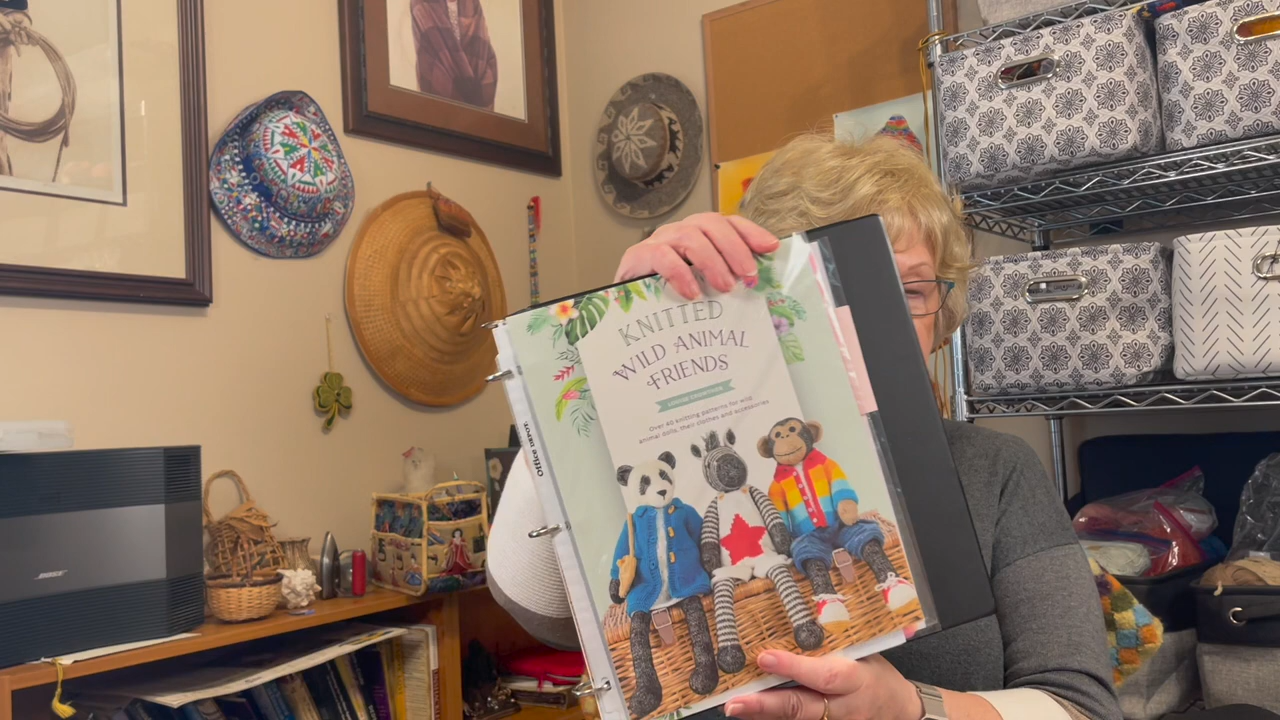 KNITTED
WILD ANIMAL
FRIENDS
Over 40 knitting patterns for wild
animal dolls, their clothes and accessories
Office DEPOT.
BOSE